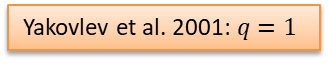 Yakovlev et al. 2001: q = 1